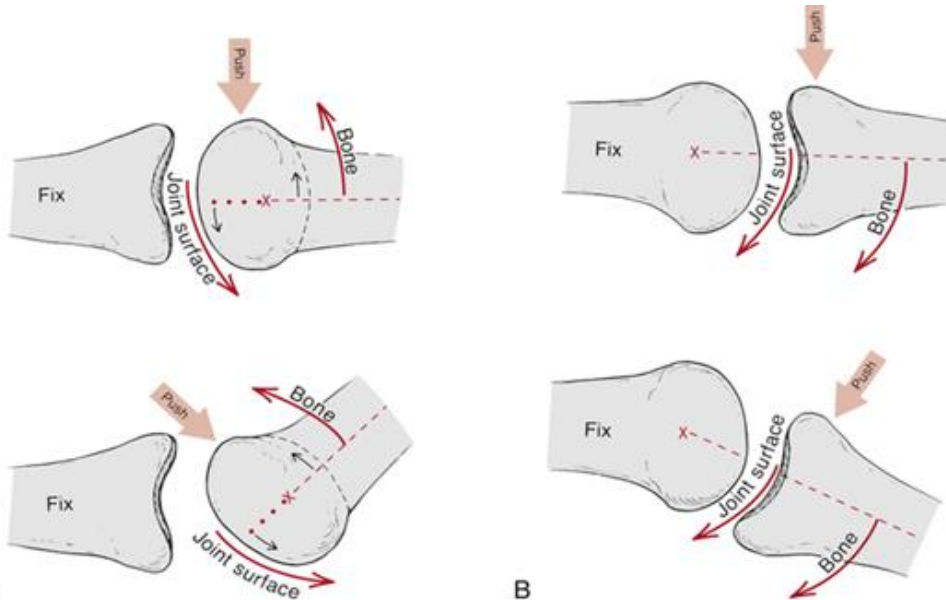 Push
Bone
Fix
Joint surface
X
Push
Bone
Fix
X
Joint surface
Push
Fix
X
Joint surface
Bone
Push
Fix
X
Joint surface
Bone
B